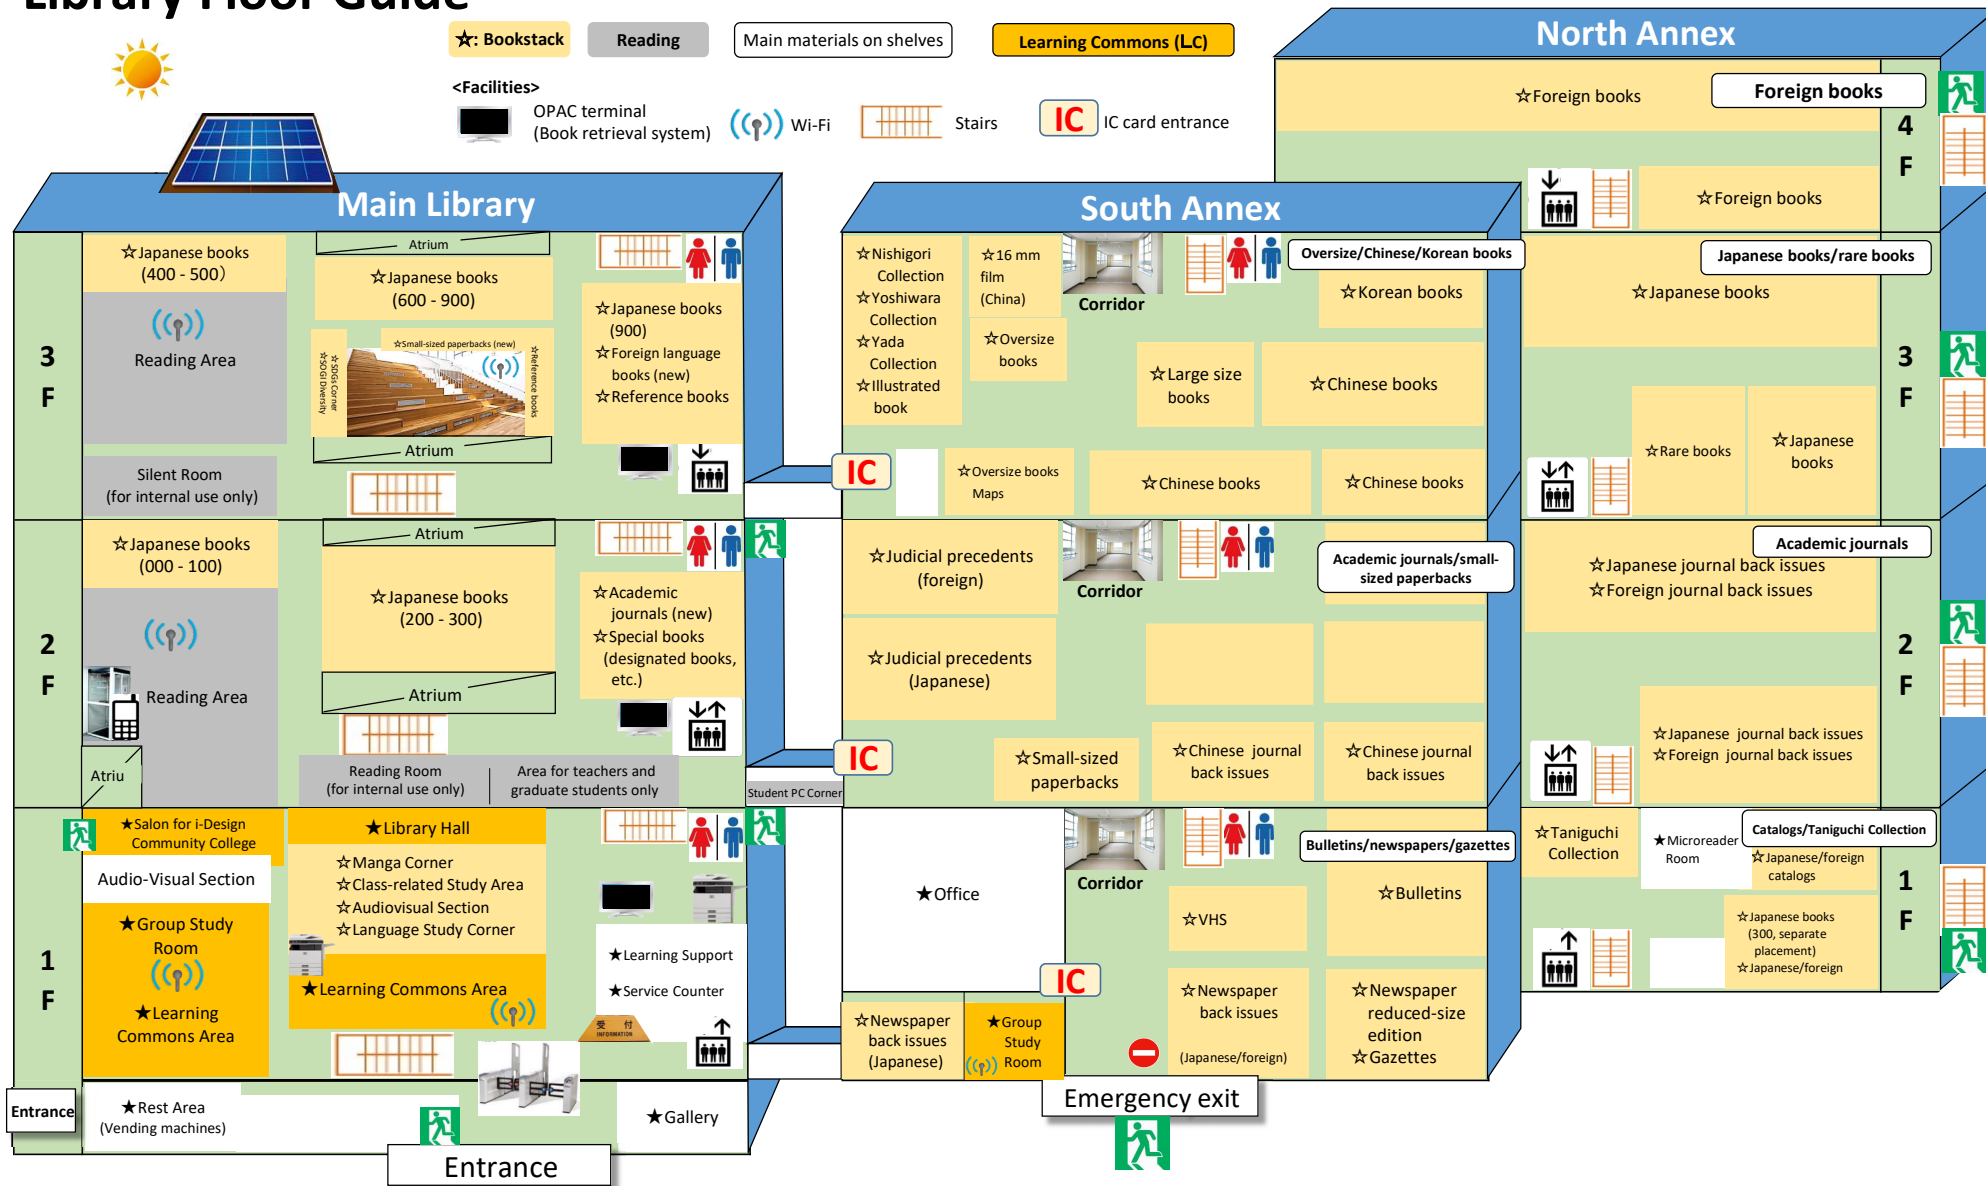 Library Floor Guide
☆: Bookstack
Reading
Main materials on shelves
Learning Commons (LC)
<Facilities>
OPAC terminal
(Book retrieval system)
Wi-Fi
Stairs
IC
IC card entrance
North Annex
☆Foreign books
Foreign books
4
F
☆Foreign books
Japanese books/rare books
☆Japanese books
3
F
☆Rare books
☆Japanese
books
Academic journals
☆Japanese journal back issues
☆Foreign journal back issues
2
F
☆Japanese journal back issues
☆Foreign journal back issues
☆Taniguchi
Collection
★Microreader
Room
Catalogs/Taniguchi Collection
☆Japanese/foreign
catalogs
1
F
☆Japanese books
(300, separate
placement)
☆Japanese/foreign
Main Library
3
F
☆Japanese books
(400 - 500）
Reading Area
Silent Room
(for internal use only)
Atrium
☆Japanese books
(600 - 900)
☆Small-sized paperbacks (new)
☆SDGs Corner
☆SOGI Diversity
☆Reference books
Atrium
☆Japanese books
(900)
☆Foreign language
books (new)
☆Reference books
2
F
☆Japanese books
(000 - 100)
Reading Area
Atriu
Atrium
☆Japanese books
(200 - 300)
Atrium
☆Academic
journals (new)
☆Special books
(designated books,
etc.)
Reading Room
(for internal use only)
Area for teachers and
graduate students only
Student PC Corner
1
F
★Salon for i-Design
Community College
Audio-Visual Section
★Group Study
Room
★Learning
Commons Area
★Library Hall
☆Manga Corner
☆Class-related Study Area
☆Audiovisual Section
☆Language Study Corner
★Learning Commons Area
★Learning Support
★Service Counter
受 付
INFORMATION
Entrance
★Rest Area
(Vending machines)
★Gallery
Entrance
South Annex
☆Nishigori
Collection
☆Yoshiwara
Collection
☆Yada
Collection
☆Illustrated
book
☆16 mm
film
(China)
☆Oversize
books
Corridor
Oversize/Chinese/Korean books
☆Korean books
☆Large size
books
☆Chinese books
IC
☆Oversize books
Maps
☆Chinese books
☆Chinese books
☆Judicial precedents
(foreign)
Corridor
Academic journals/small-
sized paperbacks
☆Judicial precedents
(Japanese)
IC
☆Small-sized
paperbacks
☆Chinese journal
back issues
☆Chinese journal
back issues
★Office
Corridor
Bulletins/newspapers/gazettes
☆Bulletins
☆VHS
IC
☆Newspaper
back issues
(Japanese)
★Group
Study
Room
☆Newspaper
back issues
(Japanese/foreign)
☆Newspaper
reduced-size
edition
☆Gazettes
Emergency exit